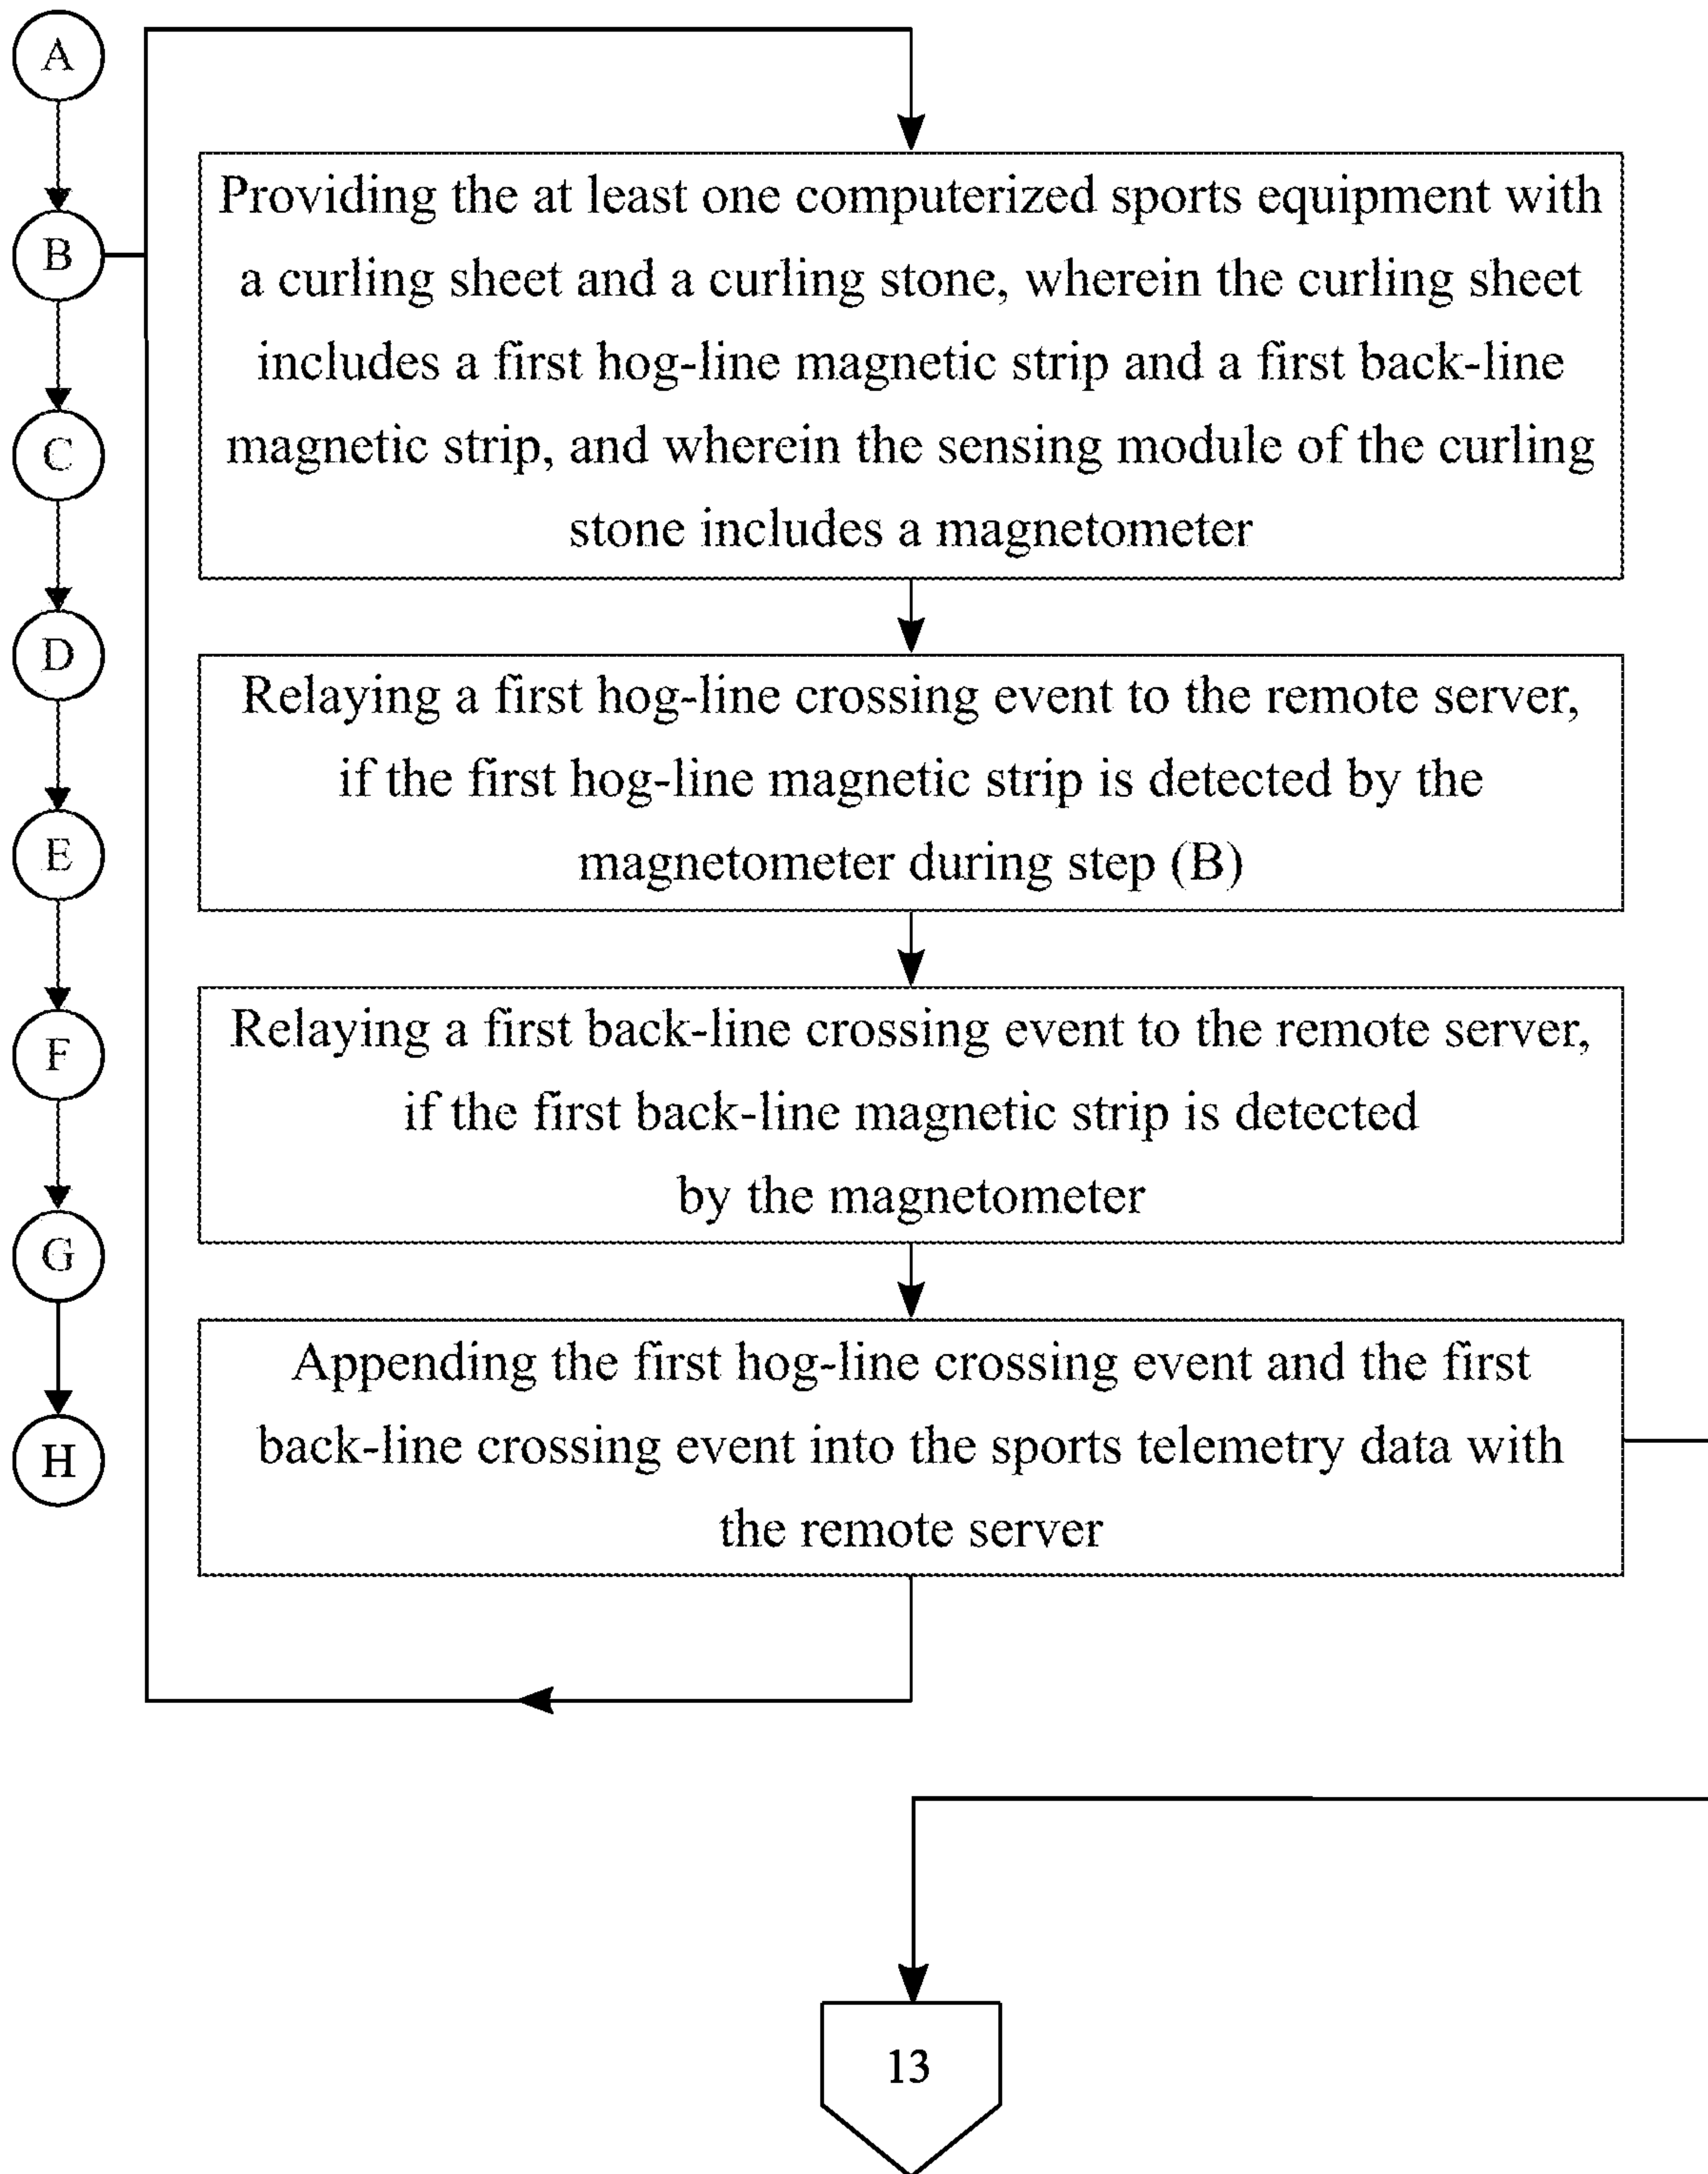 A
B
C
D
E
F
G
H
Providing the at least one computerized sports equipment with
a curling sheet and a curling stone, wherein the curling sheet
includes a first hog-line magnetic strip and a first back-line
magnetic strip, and wherein the sensing module of the curling
stone includes a magnetometer
Relaying a first hog-line crossing event to the remote server,
if the first hog-line magnetic strip is detected by the
magnetometer during step (B)
Relaying a first back-line crossing event to the remote server,
if the first back-line magnetic strip is detected
by the magnetometer
Appending the first hog-line crossing event and the first
back-line crossing event into the sports telemetry data with
the remote server
13